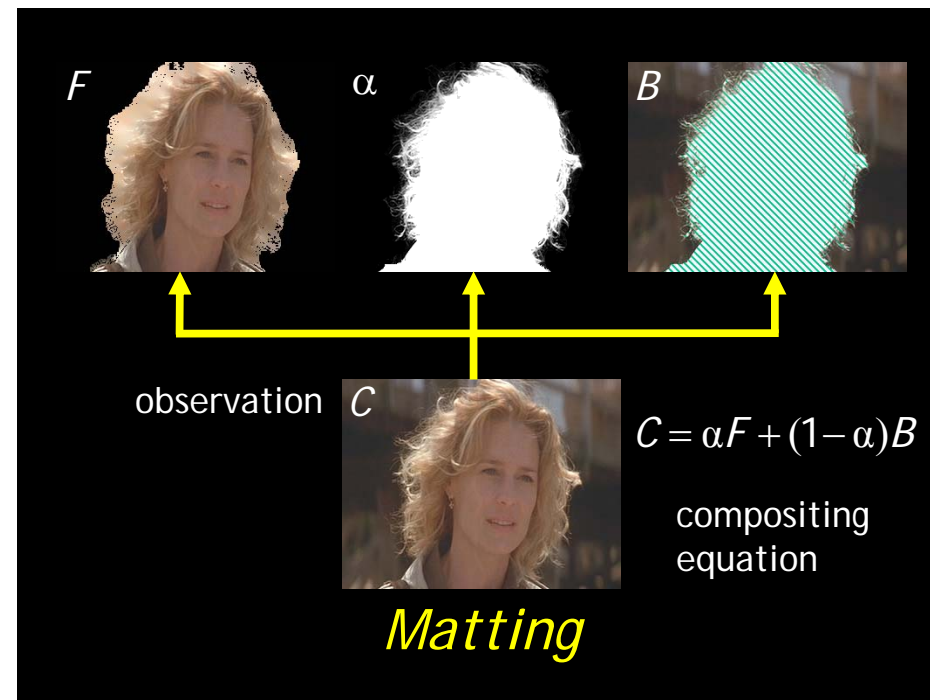 F
α
B
observation
C
C = αF + (1− α)B
compositing
equation
Matting